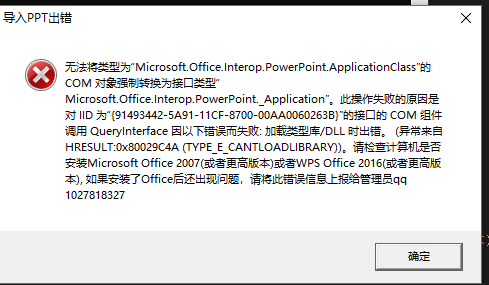 导入PPT出错
无法将类型为“Microsoft.Office.Interop.PowerPoint.ApplicationClass”的
COM 对象强制转换为接口类型“
Microsoft.Office.Interop.PowerPoint._Application”。此操作失败的原因是
对 IID 为“{91493442-5A91-11CF-8700-00AA0060263B}”的接口的 COM 组件
调用 QueryInterface 因以下错误而失败: 加载类型库/DLL 时出错。 (异常来自
HRESULT:0x80029C4A (TYPE_E_CANTLOADLIBRARY))。请检查计算机是否
安装Microsoft Office 2007(或者更高版本)或者WPS Office 2016(或者更高版
本), 如果安装了Office后还出现问题，请将此错误信息上报给管理员qq
1027818327
确定